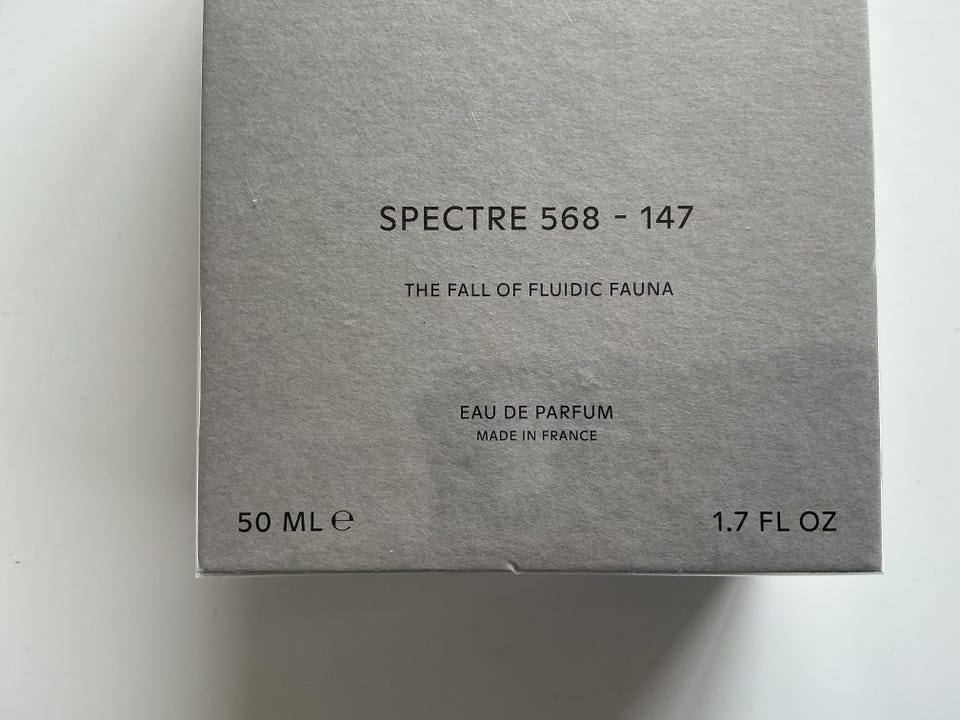 SPECTRE 568 - 147
THE FALL OF FLUIDIC FAUNA
EAU DE PARFUM
MADE IN FRANCE
50 ML ℮
1.7 FL OZ